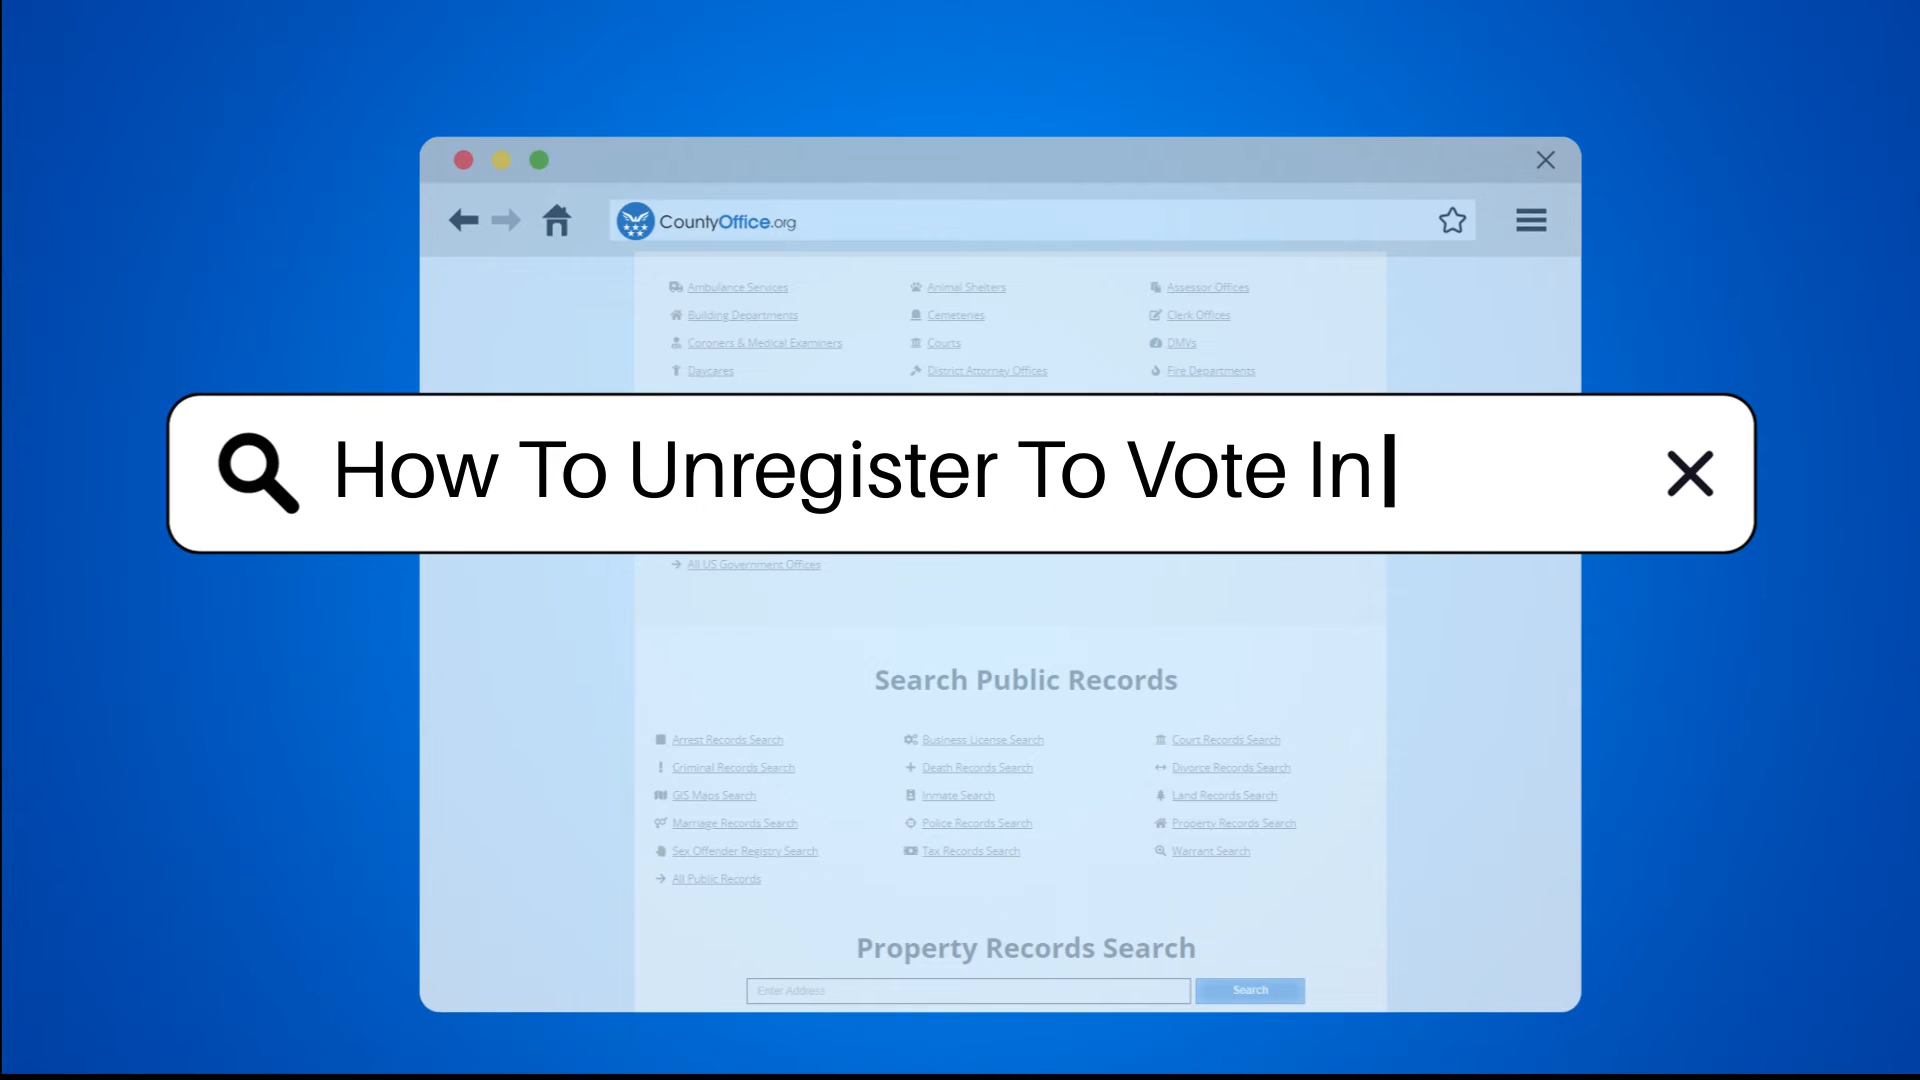 CountyOffice.org
Ambulance Services Animal Shelters Assessor Offices
Building Departments Cemeteries Clerk Offices
Coroners & Medical Examiners Courts DMVs
Daycares District Attorney Offices Fire Departments
How To Unregister To Vote In
All US Government Offices
Search Public Records
Arrest Records Search Business License Search Court Records Search
Criminal Records Search Death Records Search Divorce Records Search
GIS Maps Search Inmate Search Land Records Search
Marriage Records Search Police Records Search Property Records Search
Sex Offender Registry Search Tax Records Search Warrant Search
All Public Records
Property Records Search
Enter Address Search